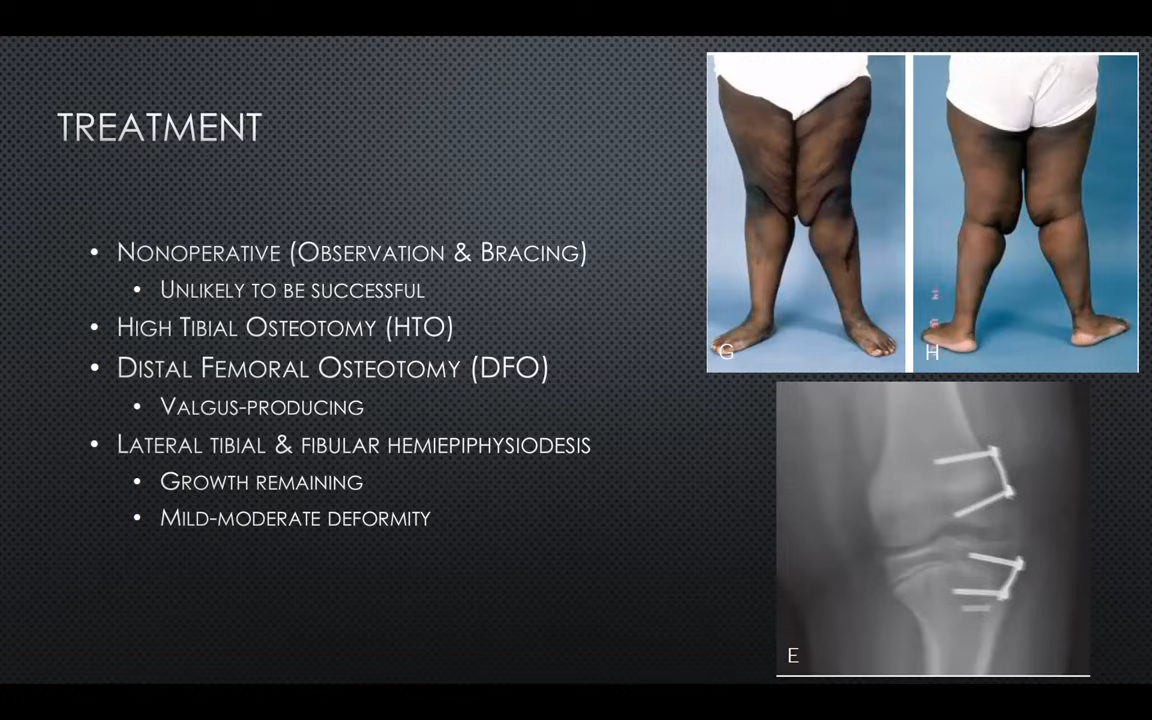 TREATMENT
• NONOPERATIVE (OBSERVATION & BRACING)
• UNLIKELY TO BE SUCCESSFUL
• HIGH TIBIAL OSTEOTOMY (HTO)
• DISTAL FEMORAL OSTEOTOMY (DFO)
• VALGUS-PRODUCING
• LATERAL TIBIAL & FIBULAR HEMIEPIPHYSIODESIS
• GROWTH REMAINING
• MILD-MODERATE DEFORMITY
G
H
E